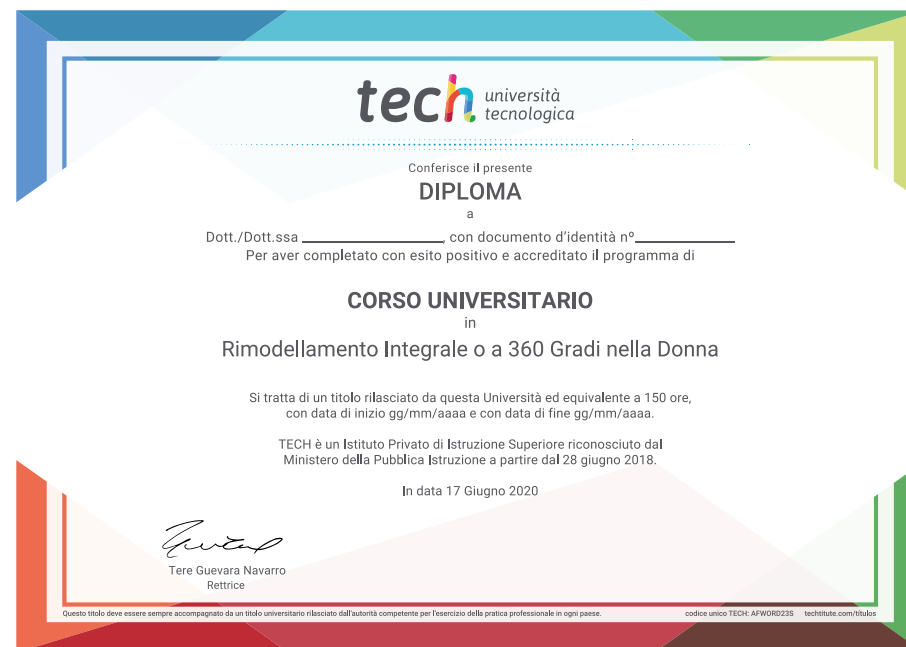 tech università
tecnologica
Conferisce il presente
DIPLOMA
a
Dott./Dott.ssa ____________________, con documento d'identità nº______________
Per aver completato con esito positivo e accreditato il programma di
CORSO UNIVERSITARIO
in
Rimodellamento Integrale o a 360 Gradi nella Donna
Si tratta di un titolo rilasciato da questa Università ed equivalente a 150 ore,
con data di inizio gg/mm/aaaa e con data di fine gg/mm/aaaa.
TECH è un Istituto Privato di Istruzione Superiore riconosciuto dal
Ministero della Pubblica Istruzione a partire dal 28 giugno 2018.
In data 17 Giugno 2020
Tere Guevara Navarro
Rettrice
Questo titolo deve essere sempre accompagnato da un titolo universitario rilasciato dall'autorità competente per l'esercizio della pratica professionale in ogni paese. codice unico TECH: AFWORD23S techtitute.com/títulos